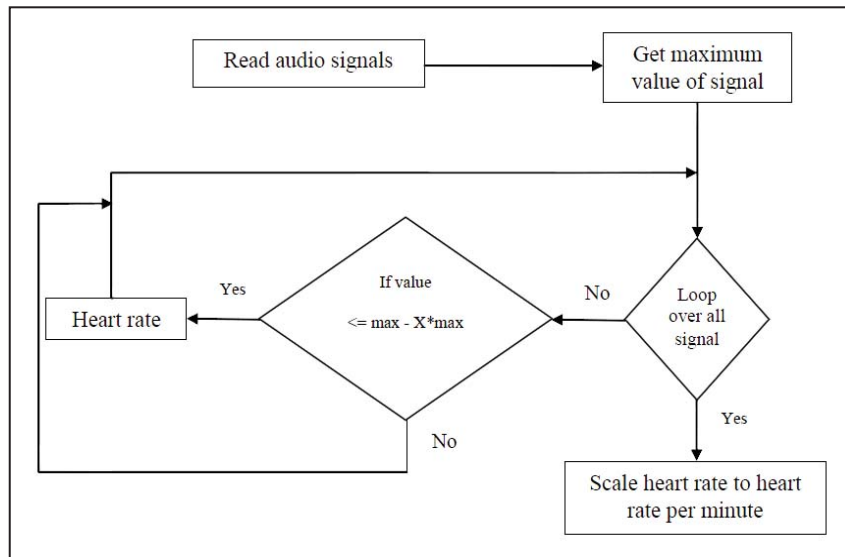 Read audio signals
Get maximum
value of signal
Loop
over all
signal
No
If value
<= max - X*max
Yes
Heart rate
No
Yes
Scale heart rate to heart
rate per minute